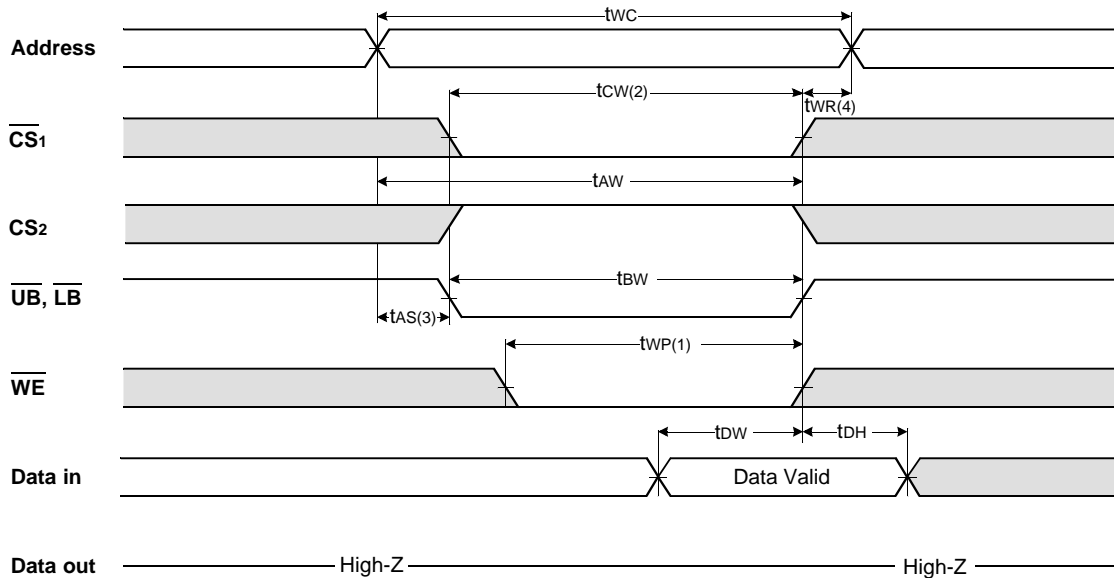 tWC
Address
tCW(2)
tWR(4)
CS1
tAW
CS2
tBW
UB, LB
tAS(3)
tWP(1)
WE
tDW
tDH
Data in
Data Valid
Data out
High-Z
High-Z